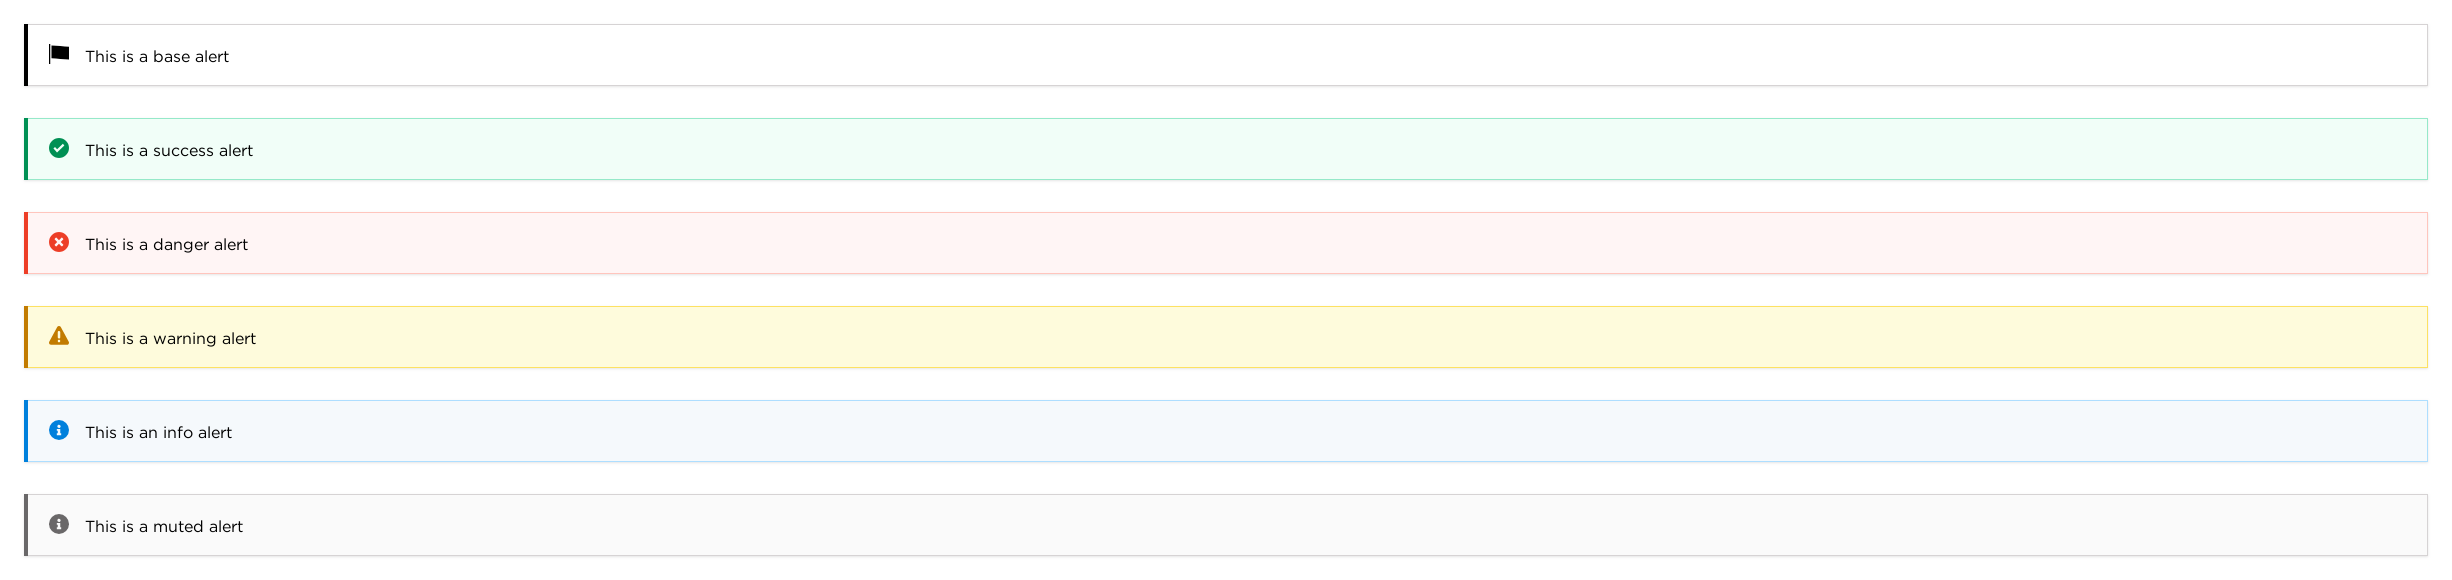 This is a base alert
This is a success alert
This is a danger alert
This is a warning alert
This is an info alert
This is a muted alert